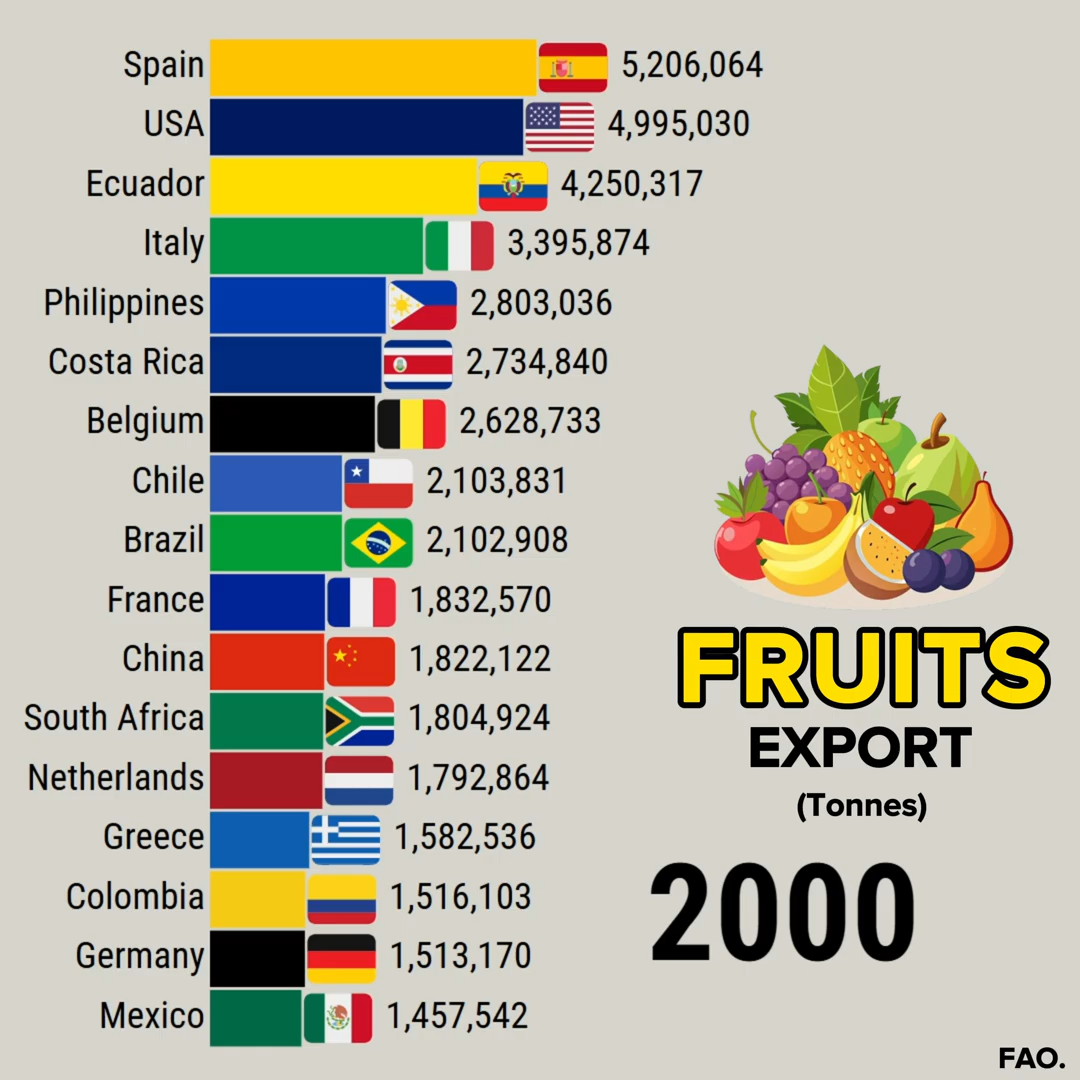 Spain 5,206,064
USA 4,995,030
Ecuador 4,250,317
Italy 3,395,874
Philippines 2,803,036
Costa Rica 2,734,840
Belgium 2,628,733
Chile 2,103,831
Brazil 2,102,908
France 1,832,570
China 1,822,122
South Africa 1,804,924
Netherlands 1,792,864
Greece 1,582,536
Colombia 1,516,103
Germany 1,513,170
Mexico 1,457,542
FRUITS
EXPORT
(Tonnes)
2000
FAO.